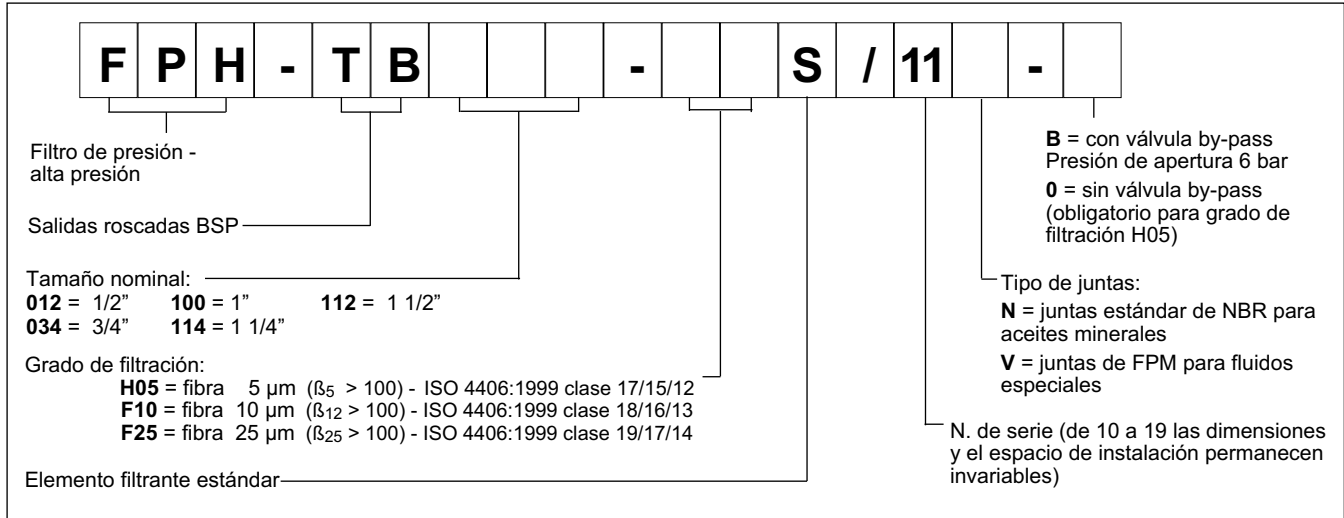 FPH - TB - S / 11 -
Filtro de presión -
alta presión
Salidas roscadas BSP
Tamaño nominal:
012 = 1/2” 100 = 1” 112 = 1 1/2”
034 = 3/4” 114 = 1 1/4”
Grado de filtración:
H05 = fibra 5 µm (ß5 > 100) - ISO 4406:1999 clase 17/15/12
F10 = fibra 10 µm (ß12 > 100) - ISO 4406:1999 clase 18/16/13
F25 = fibra 25 µm (ß25 > 100) - ISO 4406:1999 clase 19/17/14
Elemento filtrante estándar
B = con válvula by-pass
Presión de apertura 6 bar
0 = sin válvula by-pass
(obligatorio para grado de
filtración H05)
Tipo de juntas:
N = juntas estándar de NBR para
aceites minerales
V = juntas de FPM para fluidos
especiales
N. de serie (de 10 a 19 las dimensiones
y el espacio de instalación permanecen
invariables)